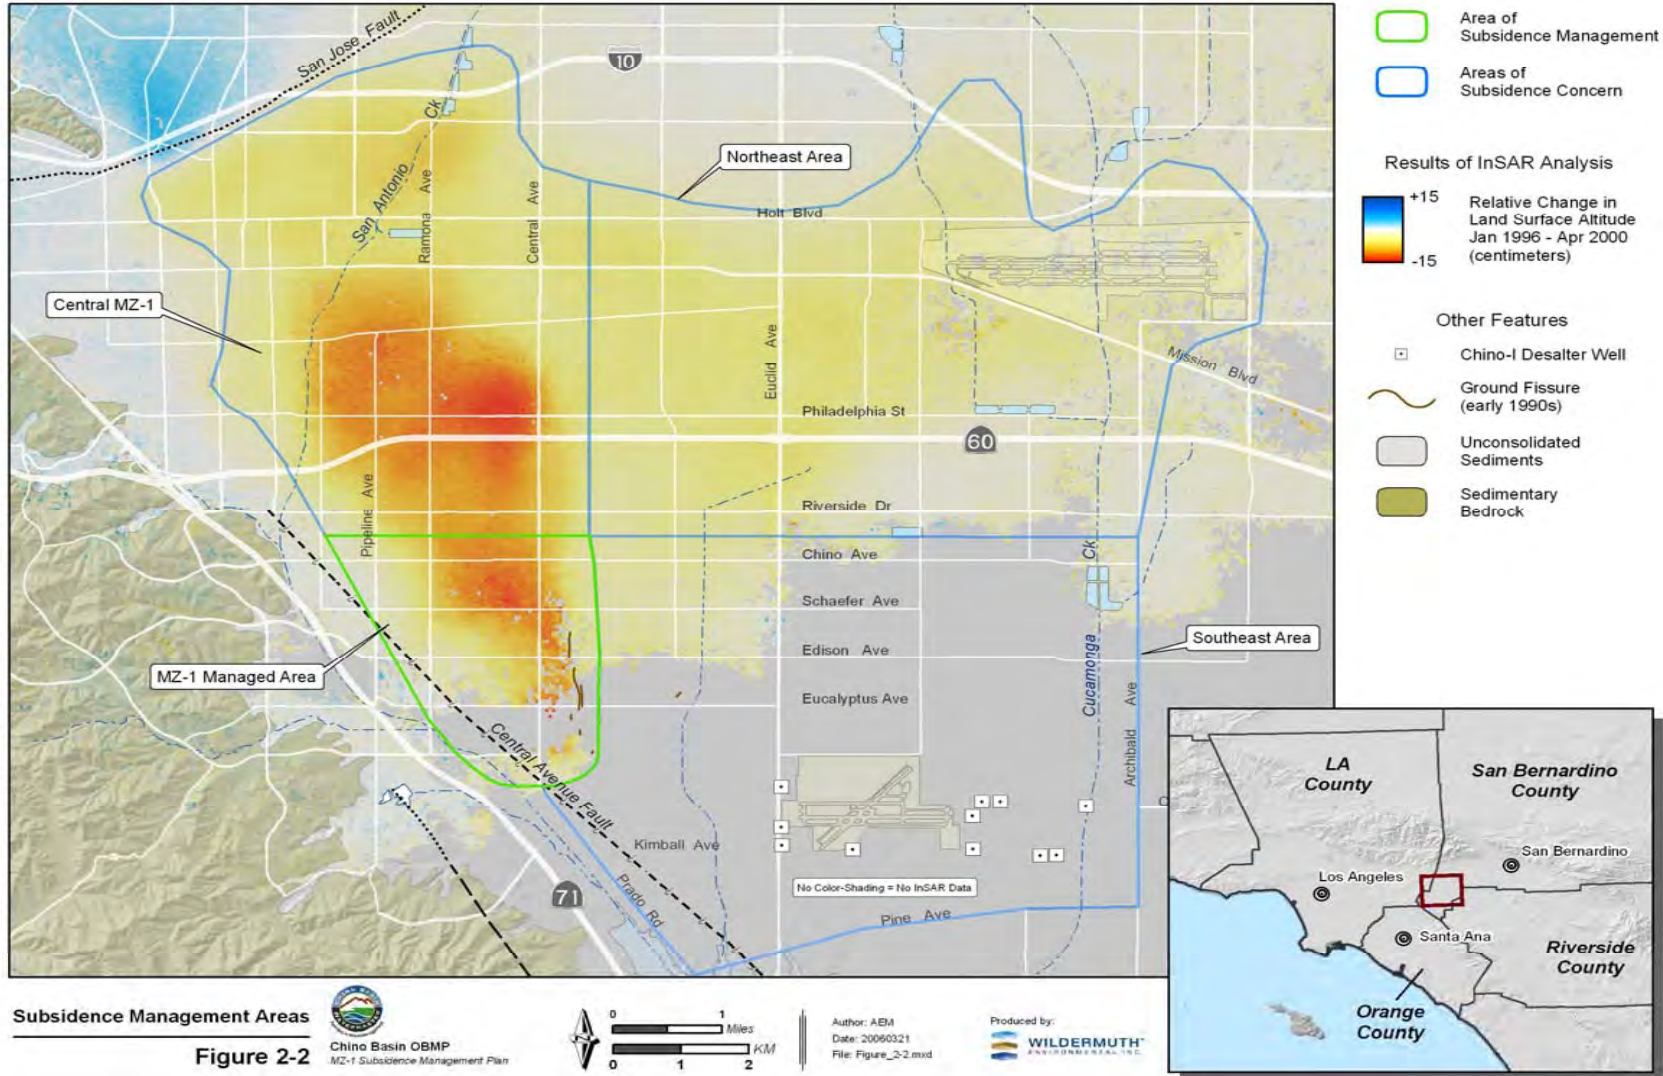 San Jose Fault
10
Ck
San Antonio
Ramona Ave
Central Ave
Northeast Area
Holt Blvd
Central MZ-1
Euclid Ave
Mission Blvd
Philadelphia St
60
Pipeline Ave
Riverside Dr
Chino Ave
Ck
Schaefer Ave
Edison Ave
Southeast Area
MZ-1 Managed Area
Cucamonga
Eucalyptus Ave
Archibald Ave
Central Avenue Fault
Kimball Ave
No Color-Shading = No InSAR Data
71
Prado Rd
Pine Ave
Area of
Subsidence Management
Areas of
Subsidence Concern
Results of InSAR Analysis
+15
-15
Relative Change in
Land Surface Altitude
Jan 1996 - Apr 2000
(centimeters)
Other Features
Chino-I Desalter Well
Ground Fissure
(early 1990s)
Unconsolidated
Sediments
Sedimentary
Bedrock
LA
County
San Bernardino
County
San Bernardino
Los Angeles
Santa Ana
Riverside
County
Orange
County
Subsidence Management Areas
Figure 2-2
Chino Basin OBMP
MZ-1 Subsidence Management Plan
0 1
Miles
KM
0 1 2
Author: AEM
Date: 20060321
File: Figure_2-2.mxd
Produced by:
WILDERMUTH™
ENVIRONMENTAL INC.